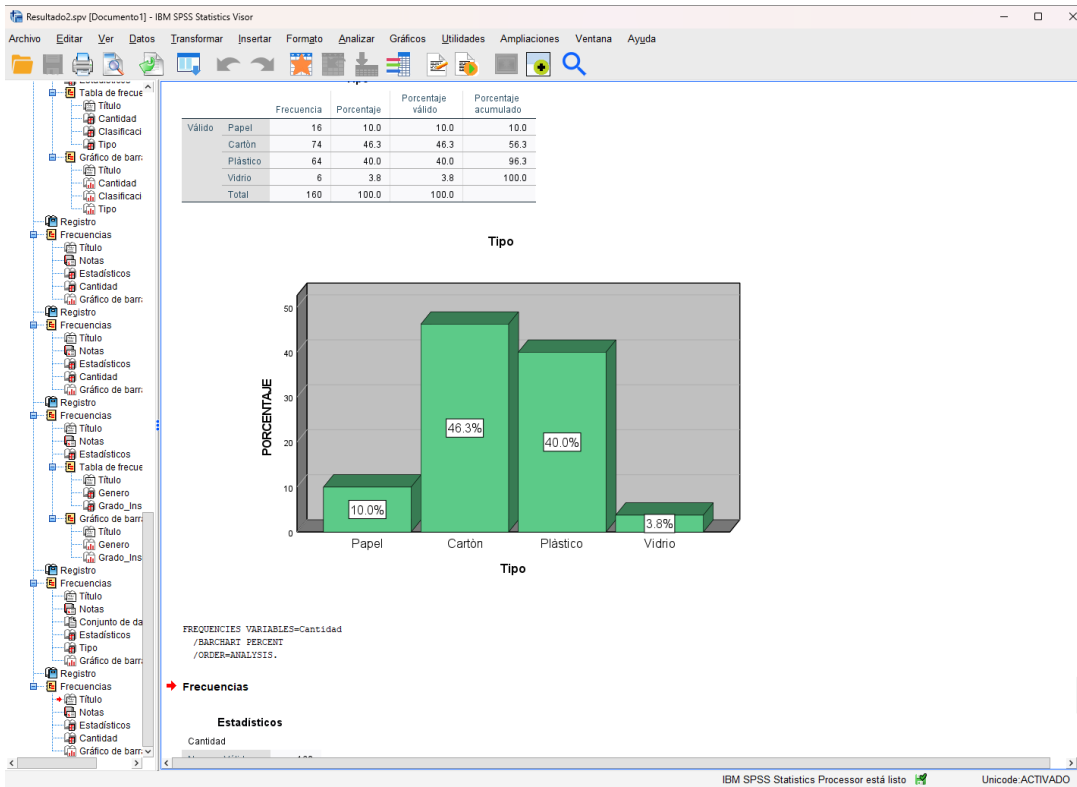 Resultado2.spv [Documento1] - IBM SPSS Statistics Visor
Archivo Editar Ver Datos Transformar Insertar Formato Analizar Gráficos Utilidades Ampliaciones Ventana Ayuda
Tabla de frecue
Título
Cantidad
Clasificaci
Tipo
Gráfico de barr
Título
Cantidad
Clasificaci
Tipo
Registro
Frecuencias
Título
Notas
Estadísticos
Cantidad
Gráfico de barr
Registro
Frecuencias
Título
Notas
Estadísticos
Cantidad
Gráfico de barr
Registro
Frecuencias
Título
Notas
Estadísticos
Tabla de frecue
Título
Genero
Grado_Ins
Gráfico de barr
Título
Genero
Grado_Ins
Registro
Frecuencias
Título
Notas
Conjunto de da
Estadísticos
Tipo
Gráfico de barr
Registro
Frecuencias
Título
Notas
Estadísticos
Cantidad
Gráfico de barr
Frecuencia Porcentaje Porcentaje válido Porcentaje acumulado
Válido Papel 16 10.0 10.0 10.0
Cartòn 74 46.3 46.3 56.3
Plástico 64 40.0 40.0 96.3
Vidrio 6 3.8 3.8 100.0
Total 160 100.0 100.0
Tipo
PORCENTAJE
50
40
30
20
10
0
46.3%
40.0%
10.0%
3.8%
Papel Cartòn Plástico Vidrio
Tipo
FREQUENCIES VARIABLES=Cantidad
/BARCHART PERCENT
/ORDER=ANALYSIS.
Frecuencias
Estadísticos
Cantidad
IBM SPSS Statistics Processor está listo Unicode:ACTIVADO